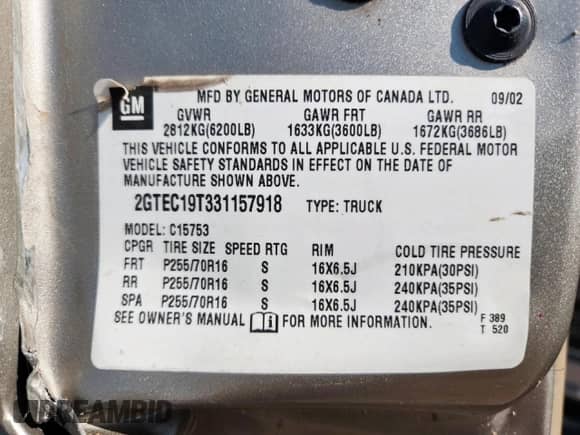 GM
MFD BY GENERAL MOTORS OF CANADA LTD. 09/02
GVWR GAWR FRT GAWR RR
2812KG(6200LB) 1633KG(3600LB) 1672KG(3686LB)
THIS VEHICLE CONFORMS TO ALL APPLICABLE U.S. FEDERAL MOTOR
VEHICLE SAFETY STANDARDS IN EFFECT ON THE DATE OF
MANUFACTURE SHOWN ABOVE.
2GTEC19T331157918 TYPE: TRUCK
MODEL: C15753
CPGR TIRE SIZE SPEED RTG RIM COLD TIRE PRESSURE
FRT P255/70R16 S 16X6.5J 210KPA(30PSI)
RR P255/70R16 S 16X6.5J 240KPA(35PSI)
SPA P255/70R16 S 16X6.5J 240KPA(35PSI)
SEE OWNER'S MANUAL FOR MORE INFORMATION.
F 389
T 520
DREAMBID